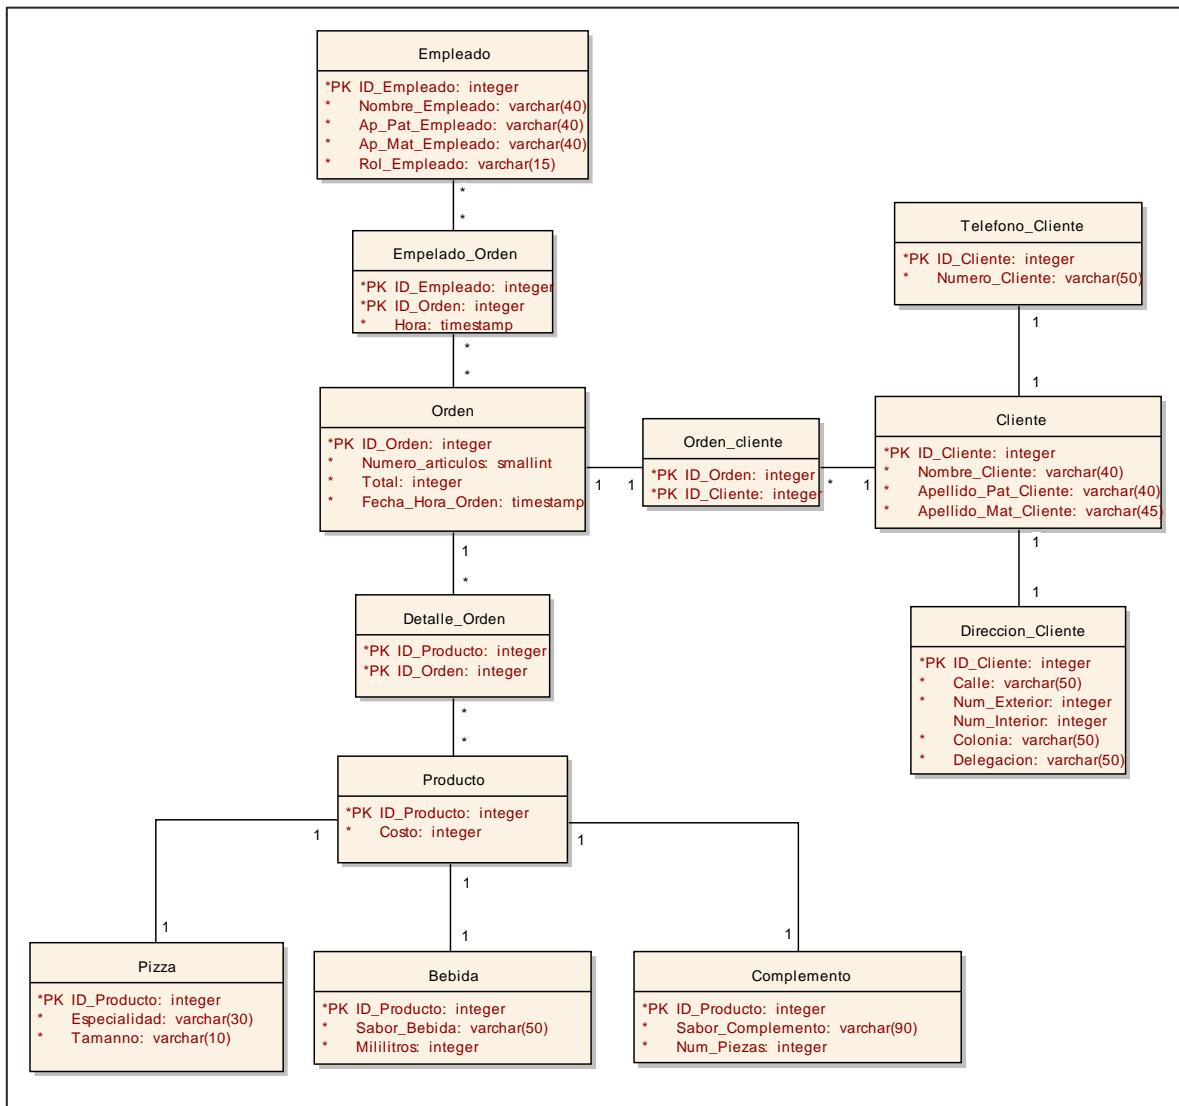 Empleado
*PK ID_Empleado: integer
* Nombre_Empleado: varchar(40)
* Ap_Pat_Empleado: varchar(40)
* Ap_Mat_Empleado: varchar(40)
* Rol_Empleado: varchar(15)
*
*
Empelado_Orden
*PK ID_Empleado: integer
*PK ID_Orden: integer
* Hora: timestamp
*
*
Telefono_Cliente
*PK ID_Cliente: integer
* Numero_Cliente: varchar(50)
1
1
Orden
*PK ID_Orden: integer
* Numero_articulos: smallint
* Total: integer
* Fecha_Hora_Orden: timestamp
1
1
Orden_cliente
*PK ID_Orden: integer
*PK ID_Cliente: integer
*
1
Cliente
*PK ID_Cliente: integer
* Nombre_Cliente: varchar(40)
* Apellido_Pat_Cliente: varchar(40)
* Apellido_Mat_Cliente: varchar(45)
1
1
Direccion_Cliente
*PK ID_Cliente: integer
* Calle: varchar(50)
* Num_Exterior: integer
Num_Interior: integer
* Colonia: varchar(50)
* Delegacion: varchar(50)
1
*
Detalle_Orden
*PK ID_Producto: integer
*PK ID_Orden: integer
*
*
Producto
*PK ID_Producto: integer
* Costo: integer
1
1
1
1
1
1
Pizza
*PK ID_Producto: integer
* Especialidad: varchar(30)
* Tamanno: varchar(10)
Bebida
*PK ID_Producto: integer
* Sabor_Bebida: varchar(50)
* Mililitros: integer
Complemento
*PK ID_Producto: integer
* Sabor_Complemento: varchar(90)
* Num_Piezas: integer